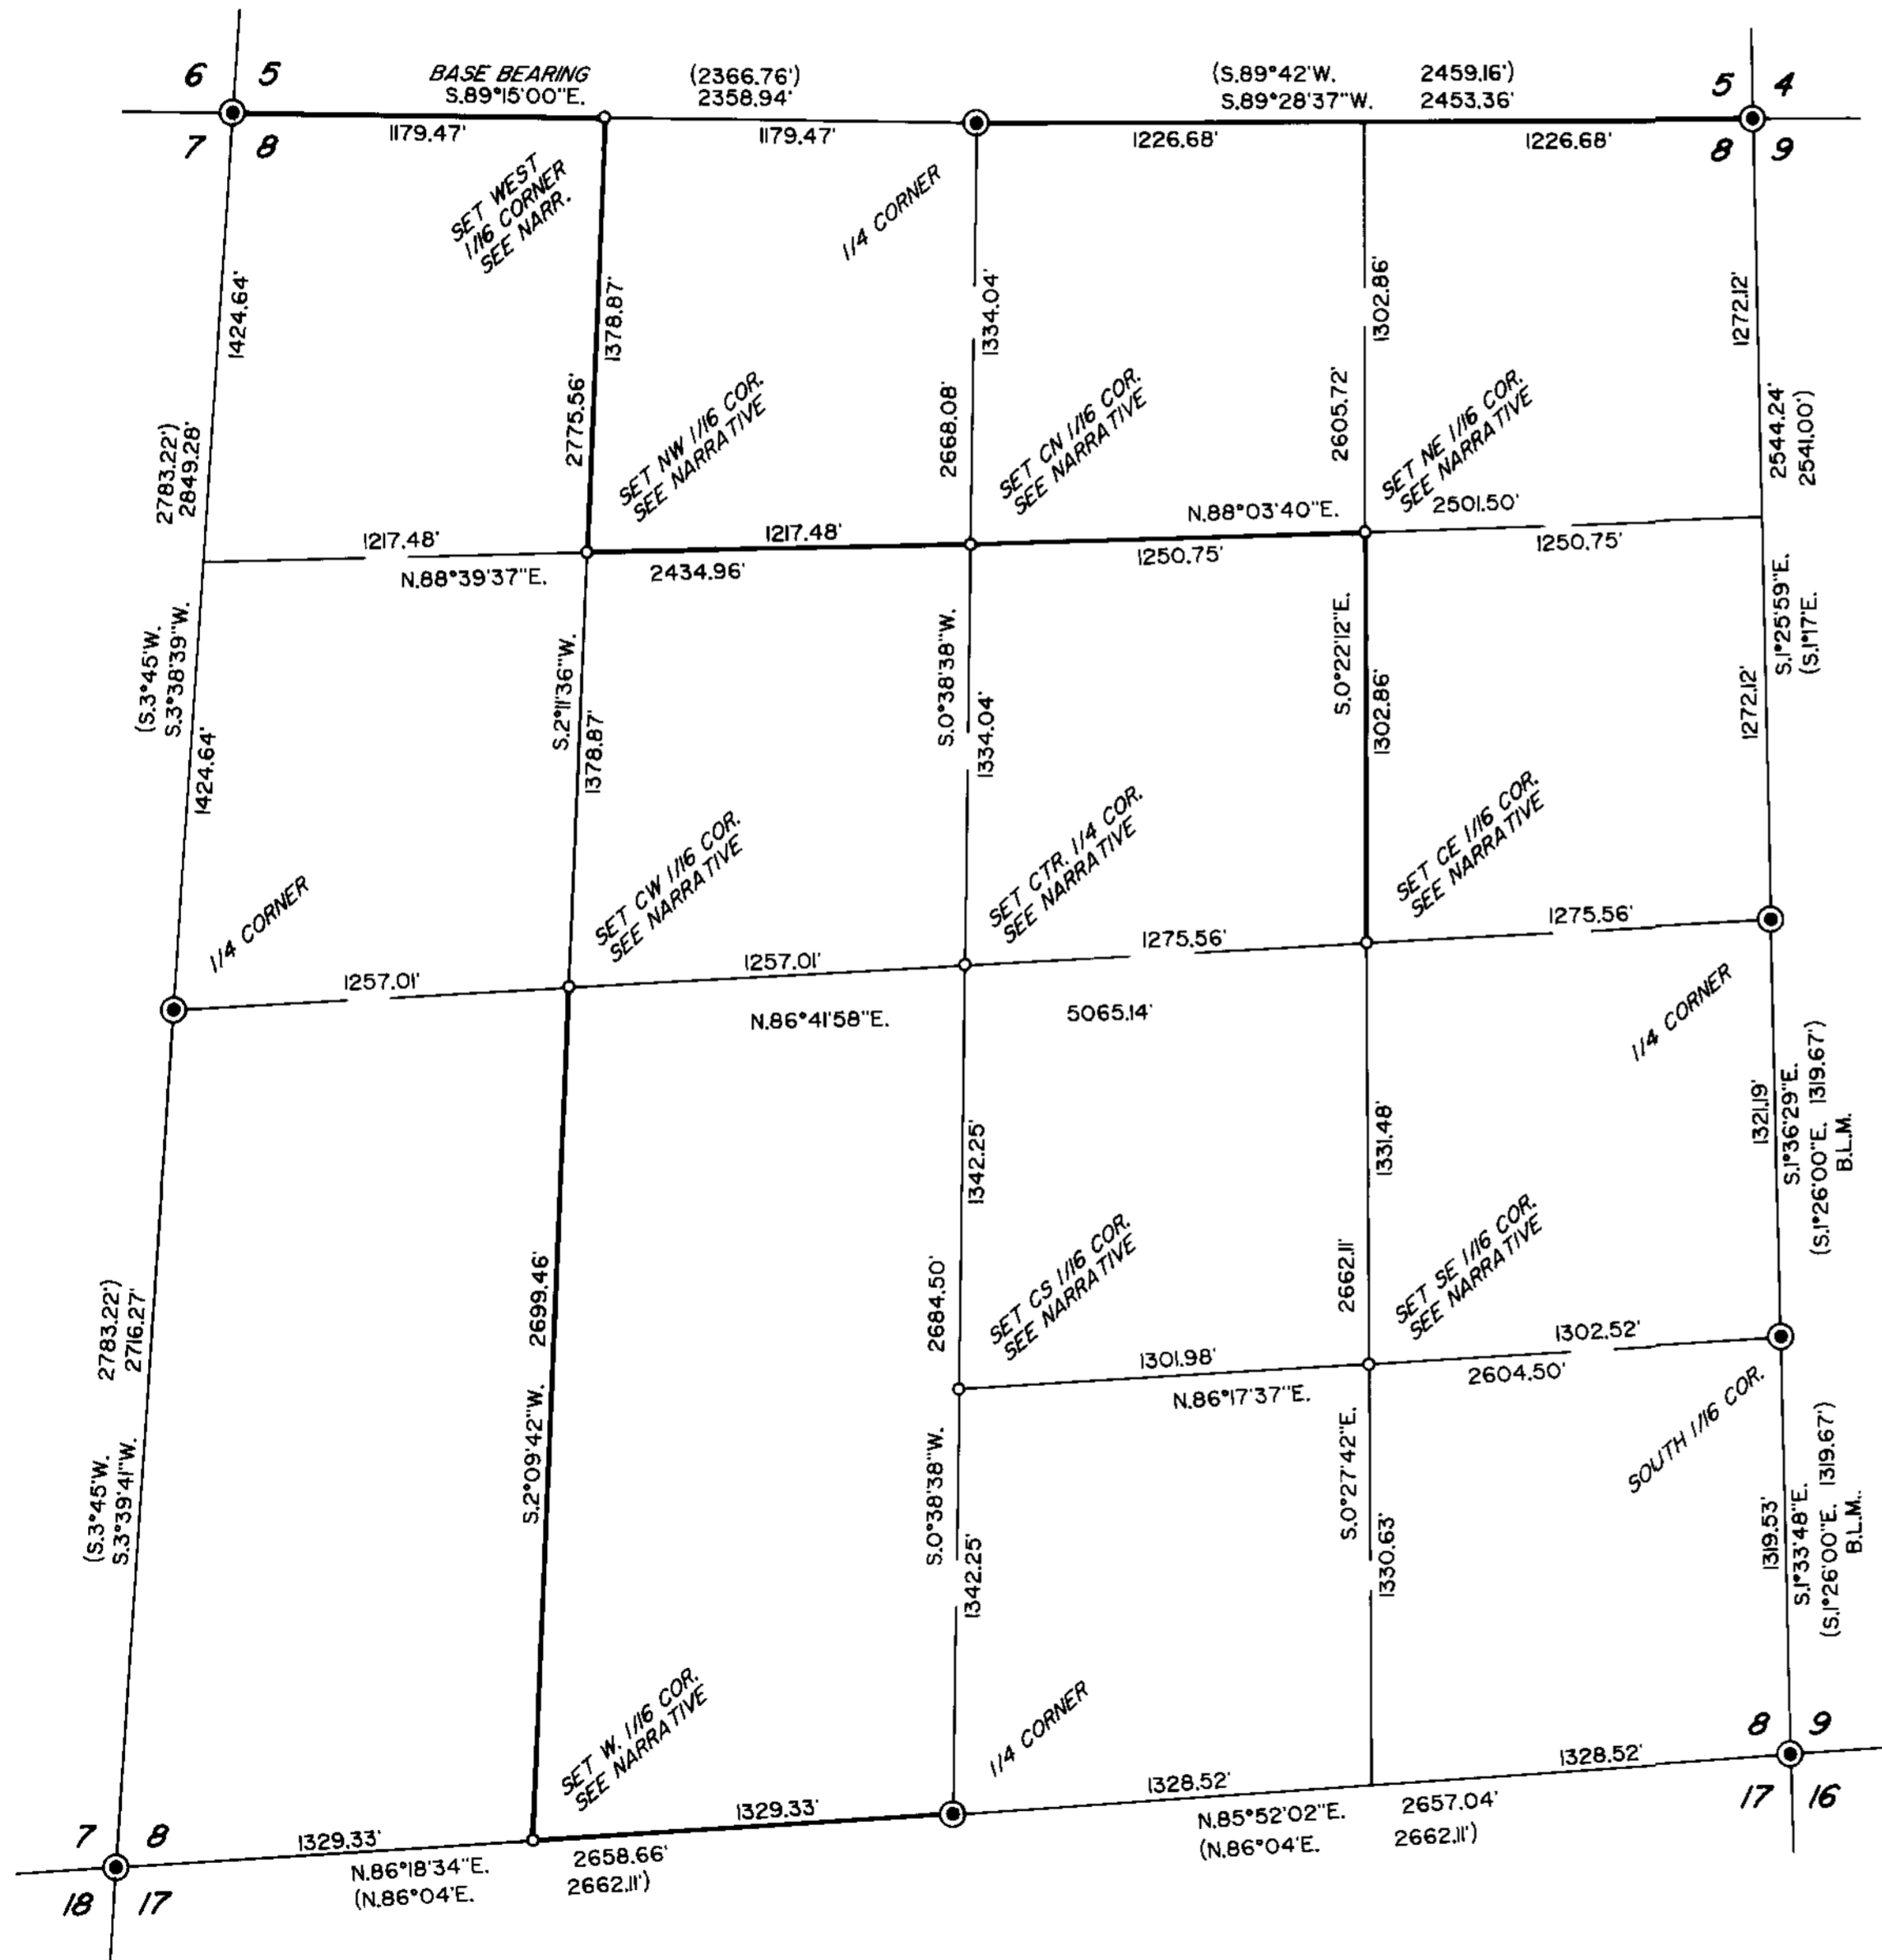 6 5
BASE BEARING (2366.76')
S.89°15'00"E. 2358.94'
(S.89°42'W. 2459.16')
S.89°28'37"W. 2453.36'
5 4
7 8
1179.47'
1179.47'
1226.68'
1226.68'
8 9
SET WEST
1/16 CORNER
SEE NARR.
1/4 CORNER
1424.64'
1378.87'
1334.04'
1302.86'
1272.12'
2783.22')
2849.28'
2775.56'
SET NW 1/16 COR.
SEE NARRATIVE
2668.08'
SET CN 1/16 COR.
SEE NARRATIVE
2605.72'
SET NE 1/16 COR.
SEE NARRATIVE
2544.24'
2541.00')
1217.48'
1217.48'
N.88°03'40"E.
2501.50'
N.88°39'37"E.
2434.96'
1250.75'
1250.75'
(S.3°45'W.
S.3°38'39"W.
S.2°11'36"W.
S.0°38'38"W.
S.0°22'12"E.
S.1°25'59"E.
(S.1°17'E.
1424.64'
1378.87'
1334.04'
1302.86'
1272.12'
1/4 CORNER
SET CW 1/16 COR.
SEE NARRATIVE
SET CTR. 1/4 COR.
SEE NARRATIVE
SET CE 1/16 COR.
SEE NARRATIVE
1257.01'
1257.01'
1275.56'
1275.56'
N.86°41'58"E.
5065.14'
1/4 CORNER
1342.25'
1331.48'
1321.19'
S.1°36'29"E.
(S.1°26'00"E. 1319.67')
B.L.M.
2783.22')
2716.27'
2699.46'
2684.50'
SET CS 1/16 COR.
SEE NARRATIVE
2662.11'
SET SE 1/16 COR.
SEE NARRATIVE
1301.98'
1302.52'
N.86°17'37"E.
2604.50'
SOUTH 1/16 COR.
(S.3°45'W.
S.3°39'41"W.
S.2°09'42"W.
S.0°38'38"W.
S.0°27'42"E.
1342.25'
1330.63'
1319.53'
S.1°33'48"E.
(S.1°26'00"E. 1319.67')
B.L.M.
SET W. 1/16 COR.
SEE NARRATIVE
1/4 CORNER
8 9
7 8
1329.33'
1329.33'
1328.52'
1328.52'
17 16
N.86°18'34"E. 2658.66'
(N.86°04'E. 2662.11')
N.85°52'02"E. 2657.04'
(N.86°04'E. 2662.11')
18 17